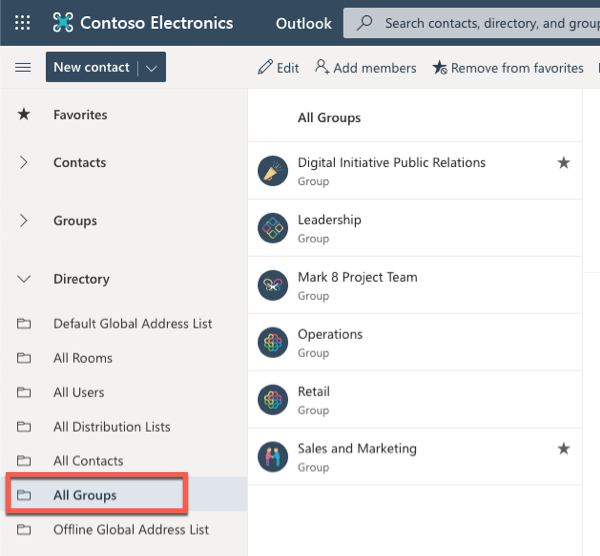 Contoso Electronics
Outlook
Search contacts, directory, and group
New contact
Edit
Add members
Remove from favorites
Favorites
Contacts
Groups
Directory
Default Global Address List
All Rooms
All Users
All Distribution Lists
All Contacts
All Groups
Offline Global Address List
All Groups
Digital Initiative Public Relations
Group
Leadership
Group
Mark 8 Project Team
Group
Operations
Group
Retail
Group
Sales and Marketing
Group